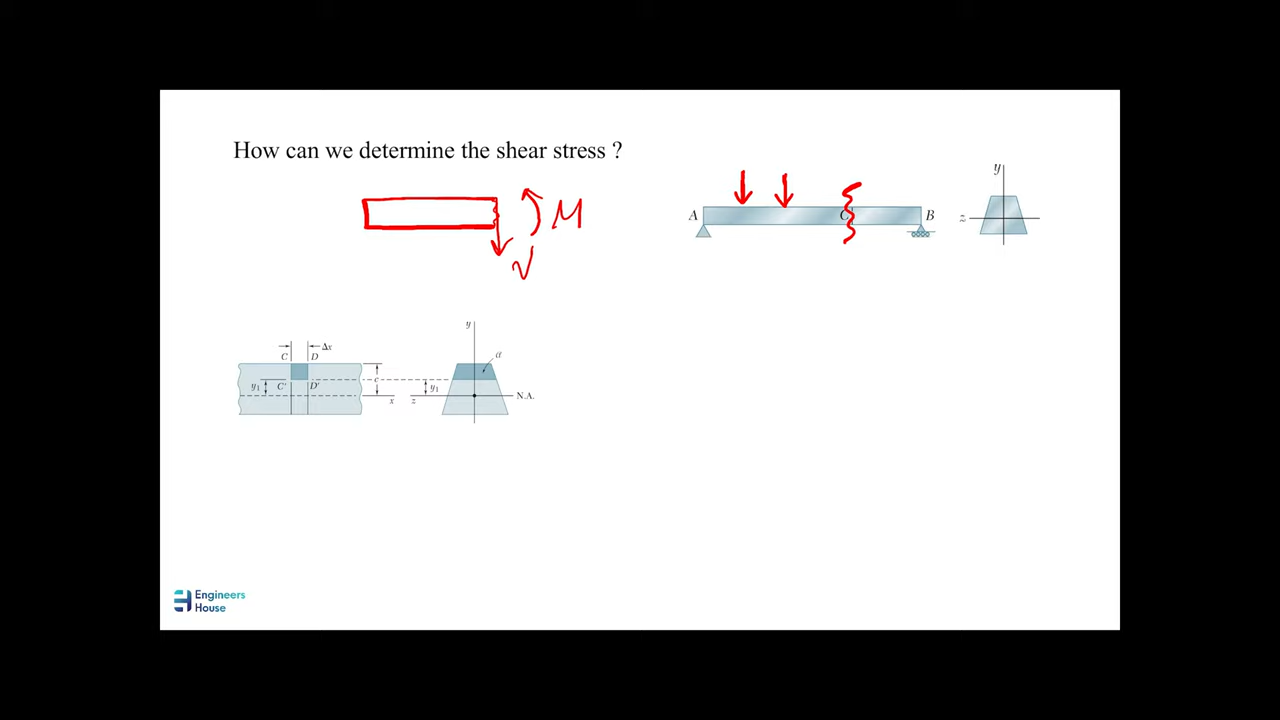 How can we determine the shear stress ?
M
V
A
C
B
y
z
C D Δx
y₁ C' D' c
x
y
a
y₁
z
N.A.
Engineers
House